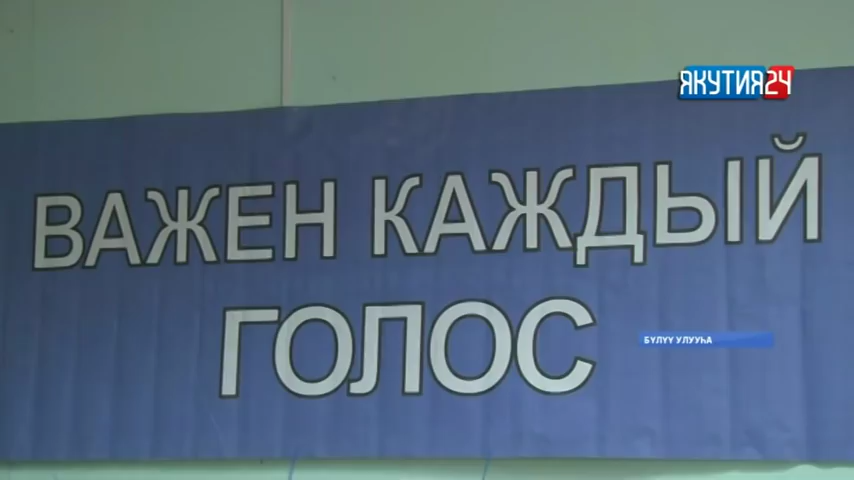 ЯКУТИЯ24
ВАЖЕН КАЖДЫЙ
ГОЛОС
БҮЛҮҮ УЛУУҺА